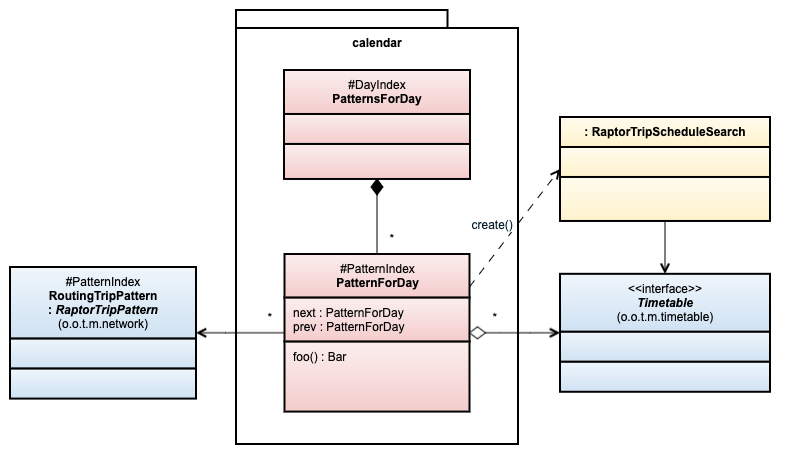 calendar
#DayIndex
PatternsForDay
: RaptorTripScheduleSearch
create()
*
#PatternIndex
PatternForDay
next : PatternForDay
prev : PatternForDay
foo() : Bar
#PatternIndex
RoutingTripPattern
: RaptorTripPattern
(o.o.t.m.network)
*
*
<<interface>>
Timetable
(o.o.t.m.timetable)